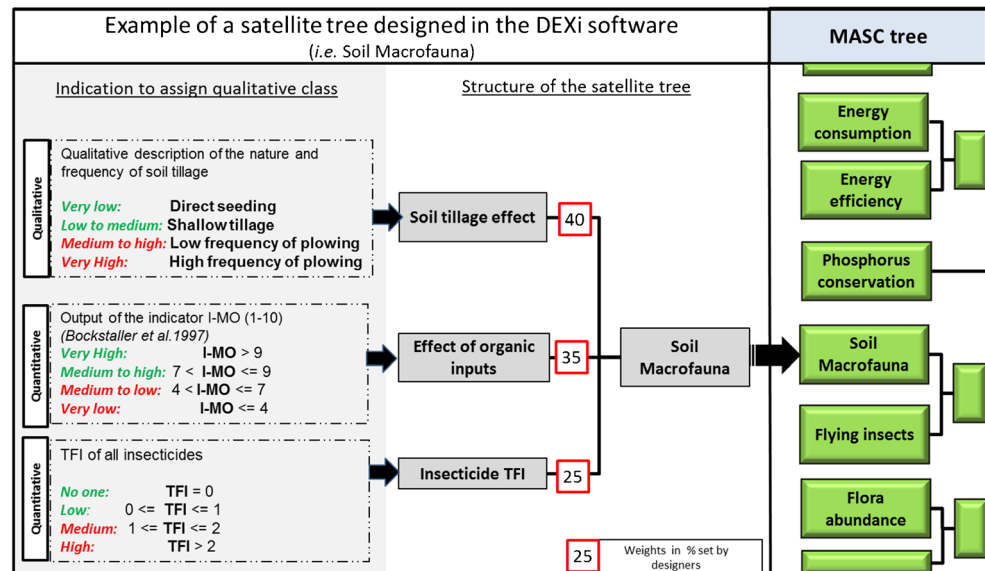 Example of a satellite tree designed in the DEXi software
(i.e. Soil Macrofauna)
MASC tree
Indication to assign qualitative class
Structure of the satellite tree
Qualitative
Qualitative description of the nature and
frequency of soil tillage
Very low: Direct seeding
Low to medium: Shallow tillage
Medium to high: Low frequency of plowing
Very High: High frequency of plowing
Soil tillage effect
40
Quantitative
Output of the indicator I-MO (1-10)
(Bockstaller et al.1997)
Very High: I-MO > 9
Medium to high: 7 < I-MO <= 9
Medium to low: 4 < I-MO <= 7
Very low: I-MO <= 4
Effect of organic
inputs
35
Soil
Macrofauna
Quantitative
TFI of all insecticides
No one: TFI = 0
Low: 0 <= TFI <= 1
Medium: 1 <= TFI <= 2
High: TFI > 2
Insecticide TFI
25
25
Weights in % set by
designers
Energy
consumption
Energy
efficiency
Phosphorus
conservation
Soil
Macrofauna
Flying insects
Flora
abundance